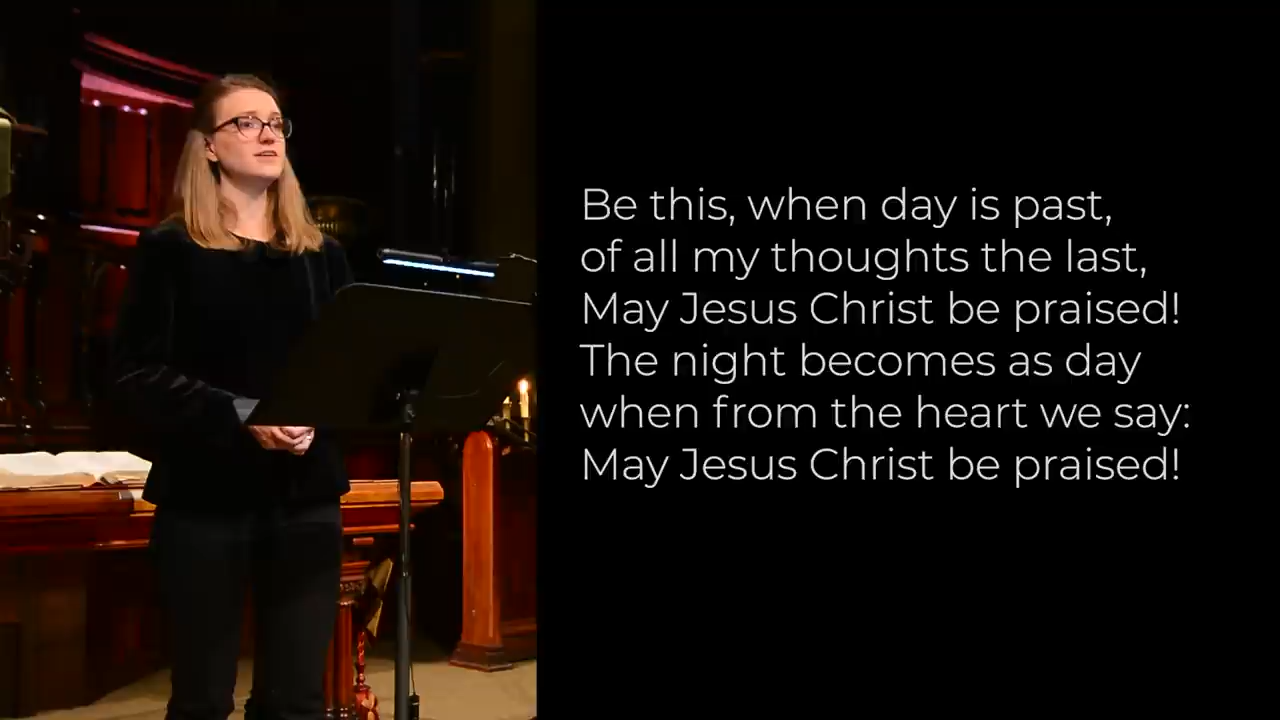 Be this, when day is past,
of all my thoughts the last,
May Jesus Christ be praised!
The night becomes as day
when from the heart we say:
May Jesus Christ be praised!